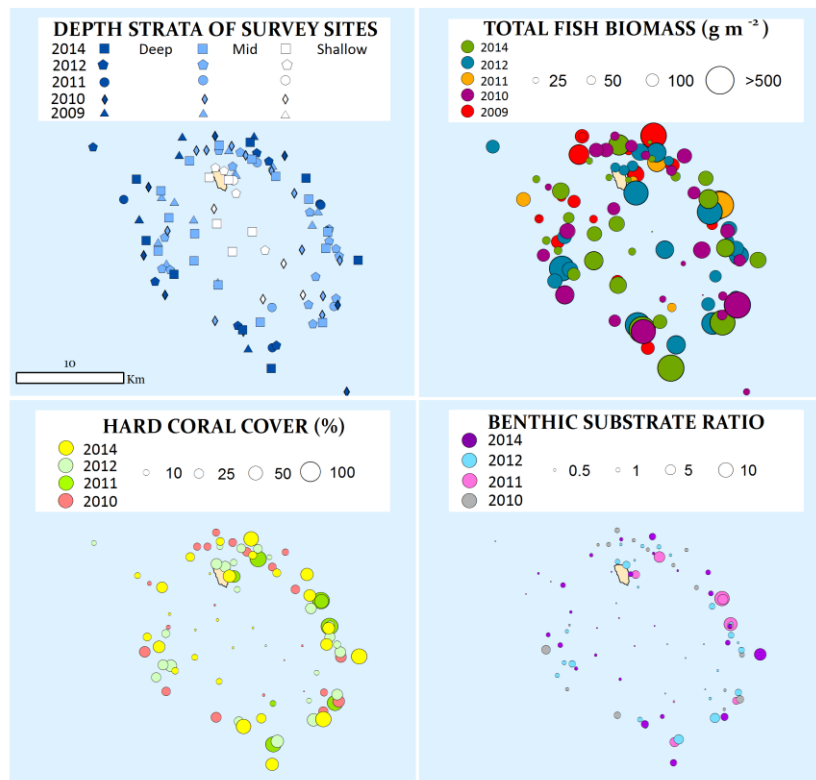 DEPTH STRATA OF SURVEY SITES
2014 Deep Mid Shallow
2012
2011
2010
2009
10
Km
TOTAL FISH BIOMASS (g m ⁻²)
2014
2012
2011
2010
2009
25 50 100 >500
HARD CORAL COVER (%)
2014
2012
2011
2010
10 25 50 100
BENTHIC SUBSTRATE RATIO
2014
2012
2011
2010
0.5 1 5 10